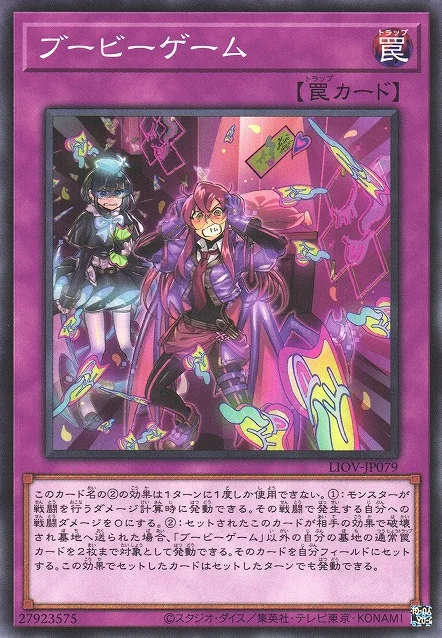 ブービーゲーム
トラップ
罠
【罠カード】
トラップ
LIOV-JP079
このカード名の②の効果は1ターンに1度しか使用できない。①：モンスターが
戦闘を行うダメージ計算時に発動できる。その戦闘で発生する自分への
戦闘ダメージを0にする。②：セットされたこのカードが相手の効果で破壊
され墓地へ送られた場合、「ブービーゲーム」以外の自分の墓地の通常罠
カードを2枚まで対象として発動できる。そのカードを自分フィールドにセット
する。この効果でセットしたカードはセットしたターンでも発動できる。
27923575
©スタジオ・ダイス／集英社・テレビ東京・KONAMI